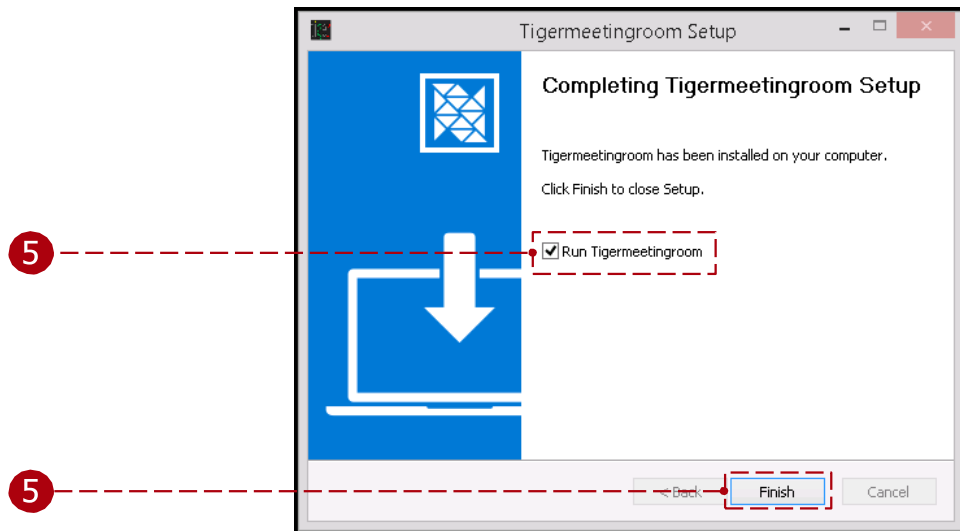 Tigermeetingroom Setup
Completing Tigermeetingroom Setup
Tigermeetingroom has been installed on your computer.
Click Finish to close Setup.
5
Run Tigermeetingroom
5
< Back Finish Cancel